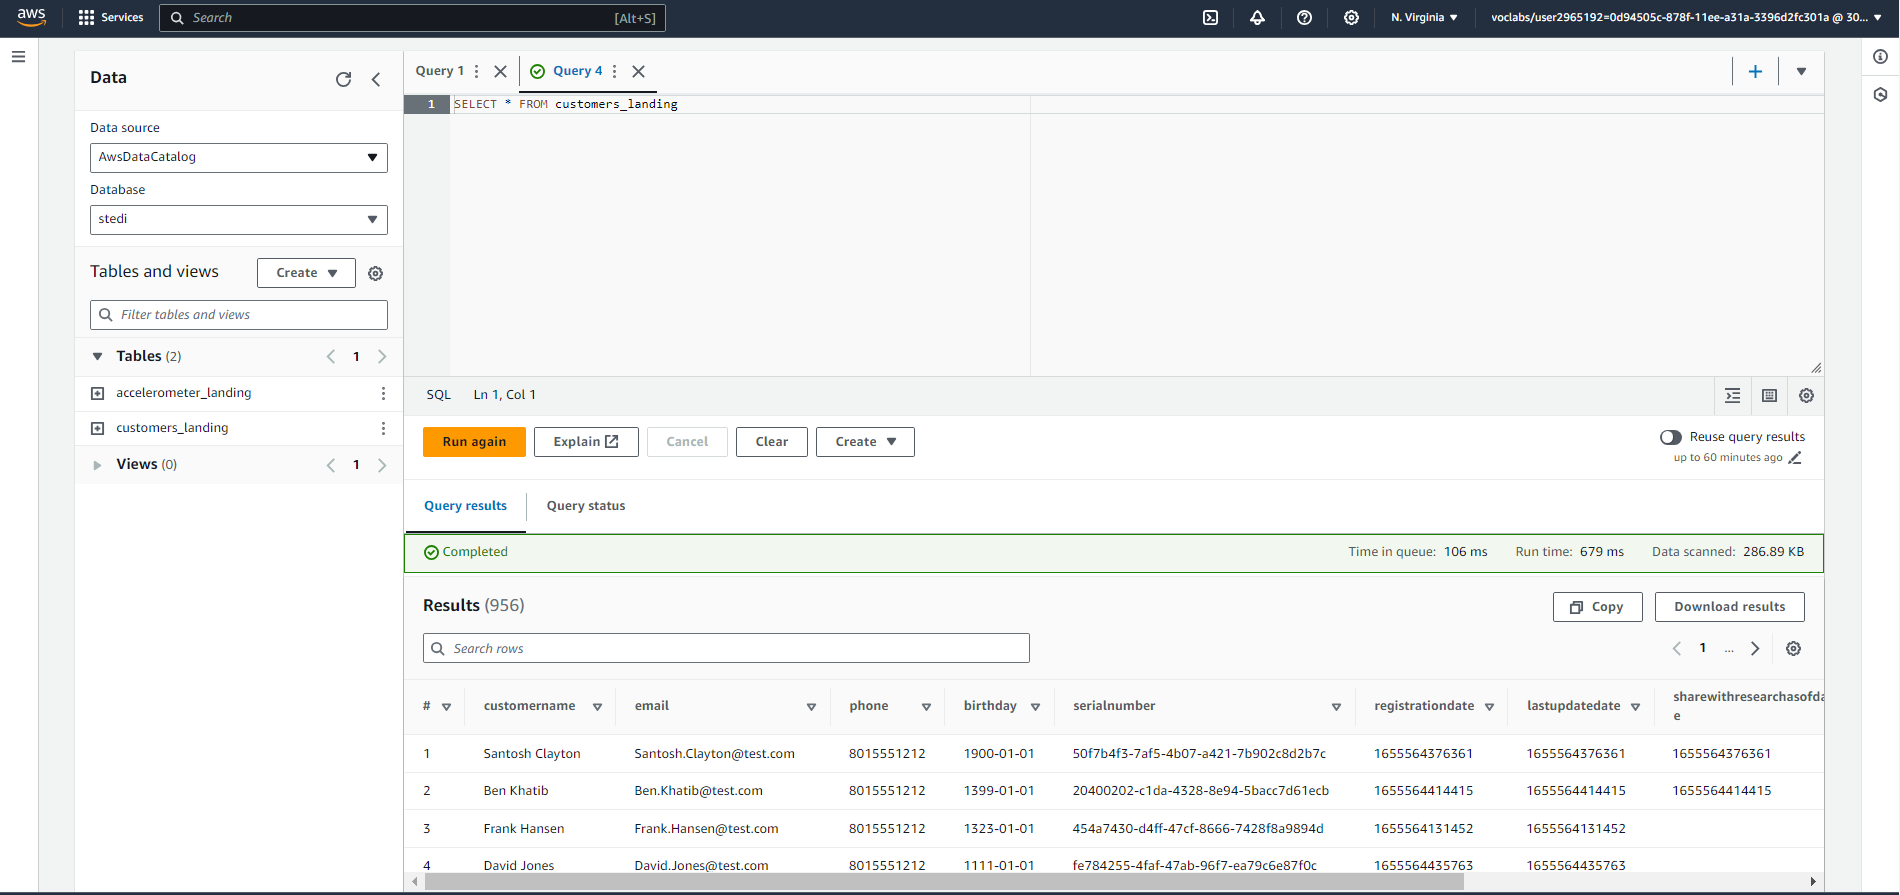 aws
Services
Search
[Alt+S]
N. Virginia
voclabs/user2965192=0d94505c-878f-11ee-a31a-3396d2fc301a @ 30...
Data
Data source
AwsDataCatalog
Database
stedi
Tables and views
Create
Filter tables and views
Tables (2)
1
accelerometer_landing
customers_landing
Views (0)
1
Query 1
Query 4
1 SELECT * FROM customers_landing
SQL
Ln 1, Col 1
Run again
Explain
Cancel
Clear
Create
Reuse query results
up to 60 minutes ago
Query results
Query status
Completed
Time in queue: 106 ms
Run time: 679 ms
Data scanned: 286.89 KB
Results (956)
Copy
Download results
Search rows
1
...
# customername email phone birthday serialnumber registrationdate lastupdatedate sharewithresearchasofda
e
1 Santosh Clayton Santosh.Clayton@test.com 8015551212 1900-01-01 50f7b4f3-7af5-4b07-a421-7b902c8d2b7c 1655564376361 1655564376361 1655564376361
2 Ben Khatib Ben.Khatib@test.com 8015551212 1399-01-01 20400202-c1da-4328-8e94-5bacc7d61ecb 1655564414415 1655564414415 1655564414415
3 Frank Hansen Frank.Hansen@test.com 8015551212 1323-01-01 454a7430-d4ff-47cf-8666-7428f8a9894d 1655564131452 1655564131452
4 David Jones David.Jones@test.com 8015551212 1111-01-01 fe784255-4faf-47ab-96f7-ea79c6e87f0c 1655564435763 1655564435763